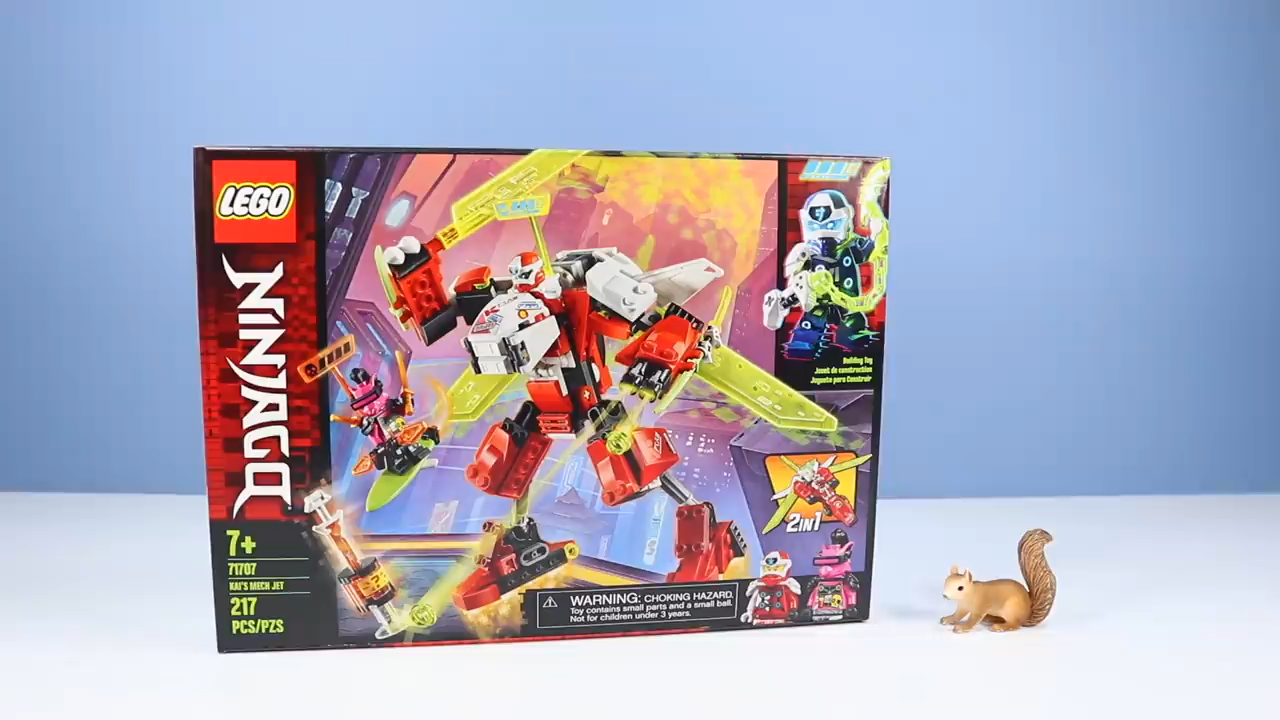 LEGO
NINJAGO
7+
71707
KAI'S MECH JET
217
PCS/PZS
Building Toy
Jouet de construction
Juguete para Construir
2IN1
WARNING: CHOKING HAZARD.
Toy contains small parts and a small ball.
Not for children under 3 years.